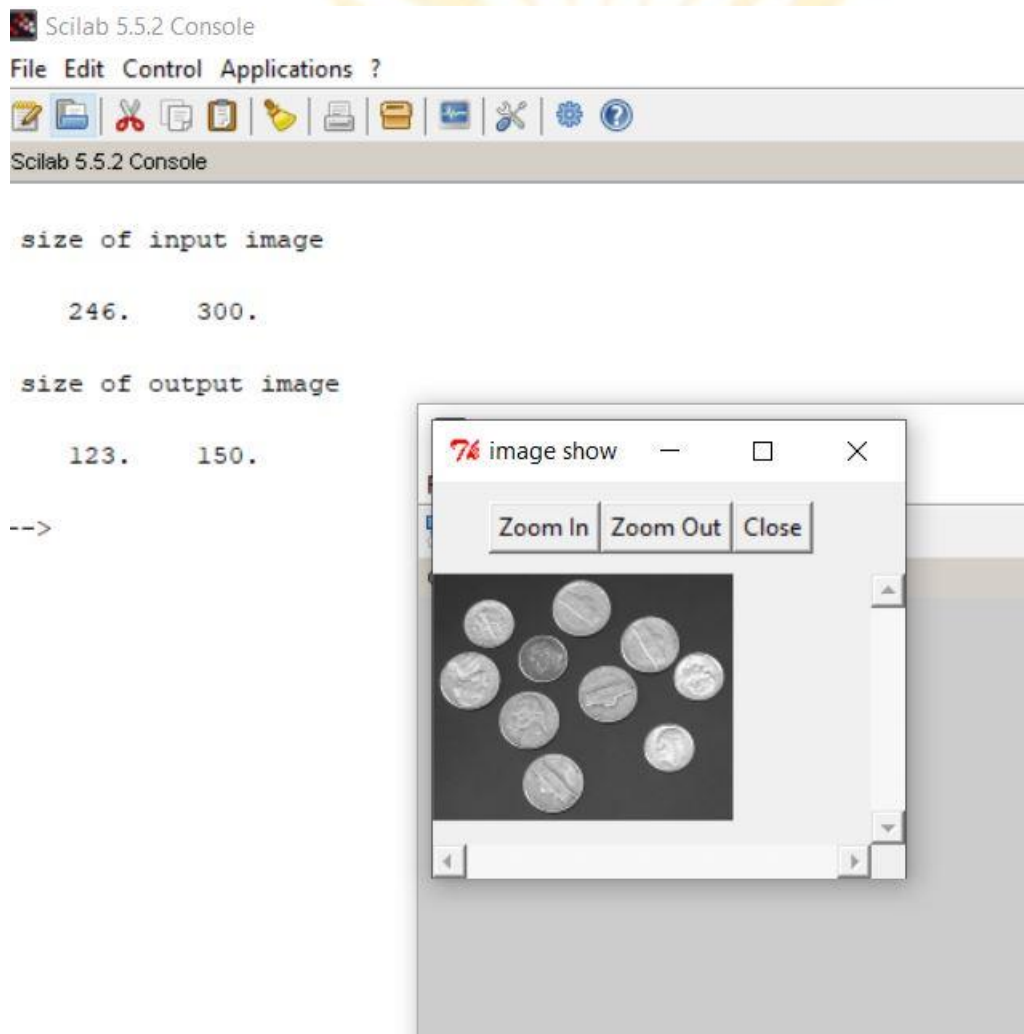 Scilab 5.5.2 Console
File Edit Control Applications ?
Scilab 5.5.2 Console
size of input image
246. 300.
size of output image
123. 150.
-->
image show
Zoom In Zoom Out Close